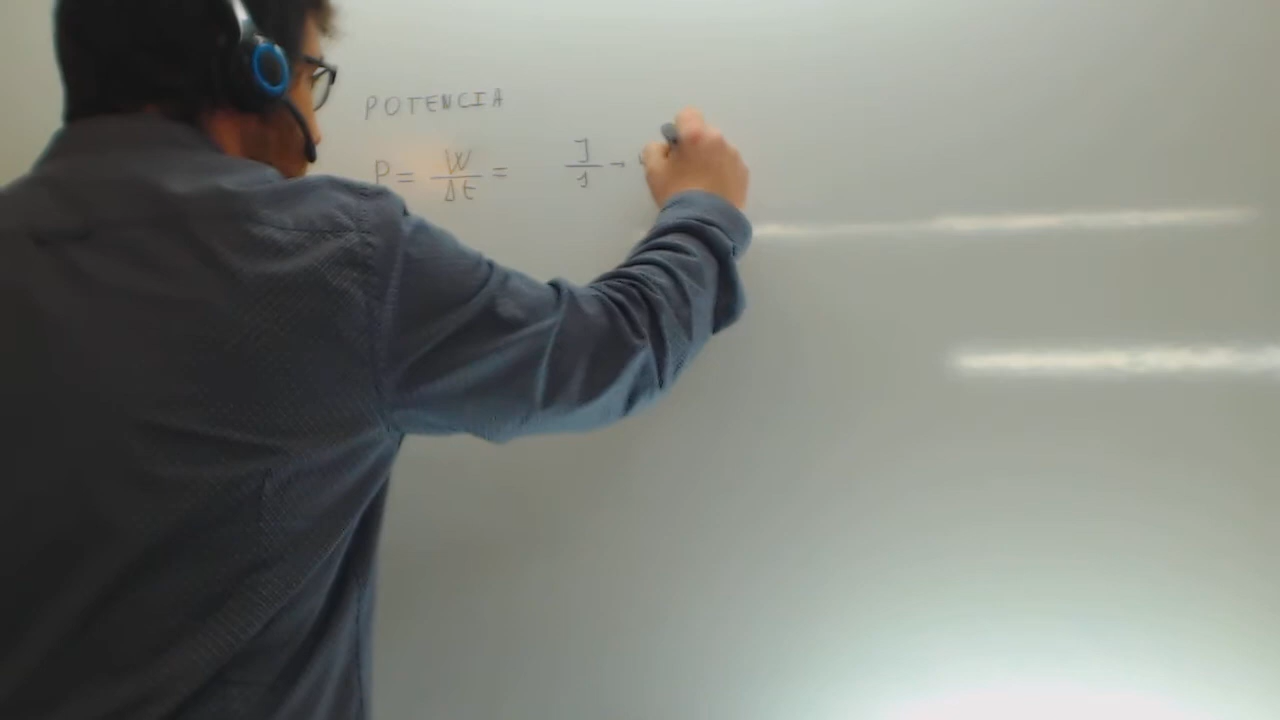 POTENCIA
P = W/Δt = J/s →